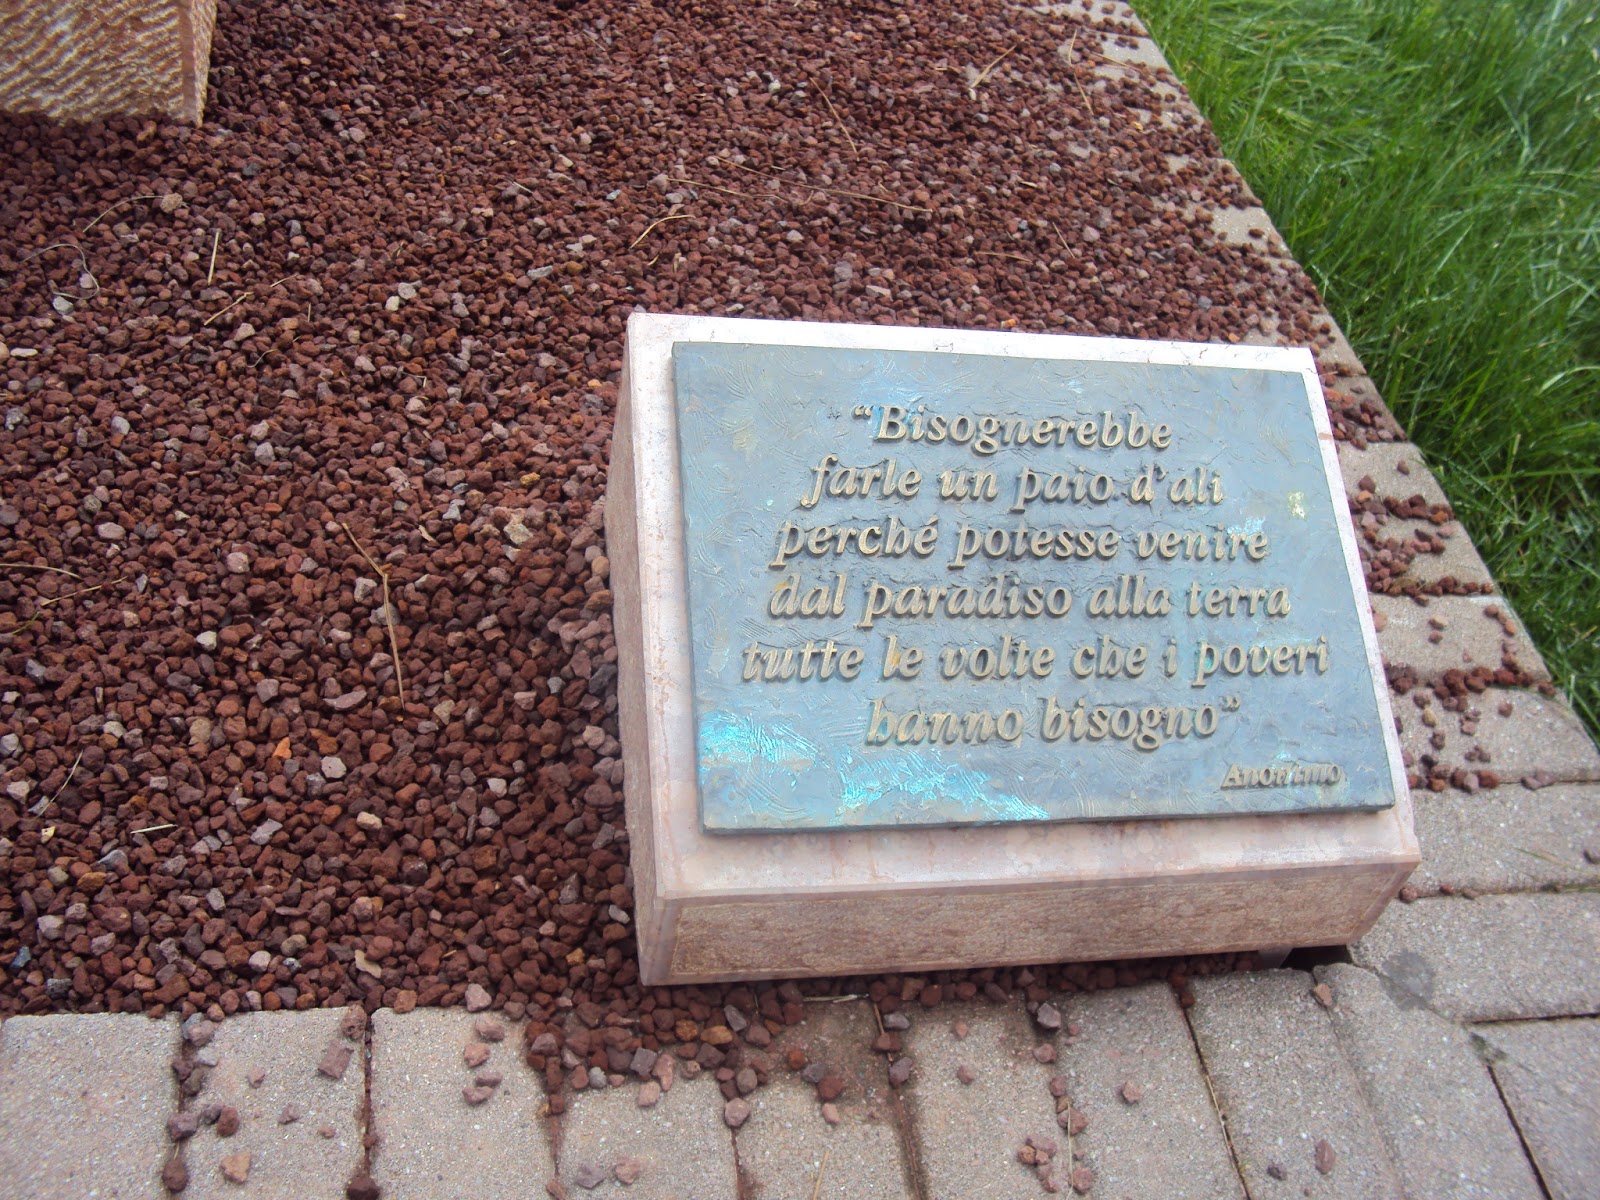 “Bisognerebbe
farle un paio d'ali
perché potesse venire
dal paradiso alla terra
tutte le volte che i poveri
hanno bisogno”
Anonimo